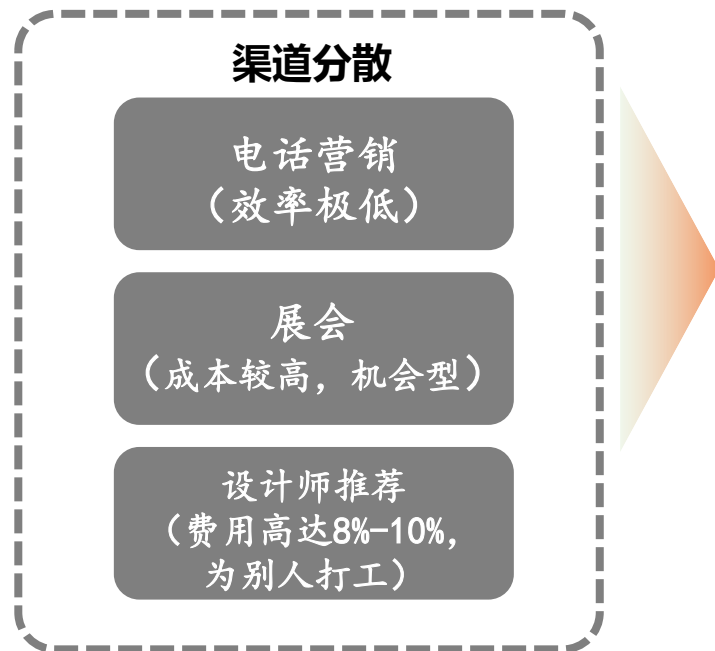 渠道分散
电话营销
（效率极低）
展会
（成本较高，机会型）
设计师推荐
（费用高达8%-10%，
为别人打工）